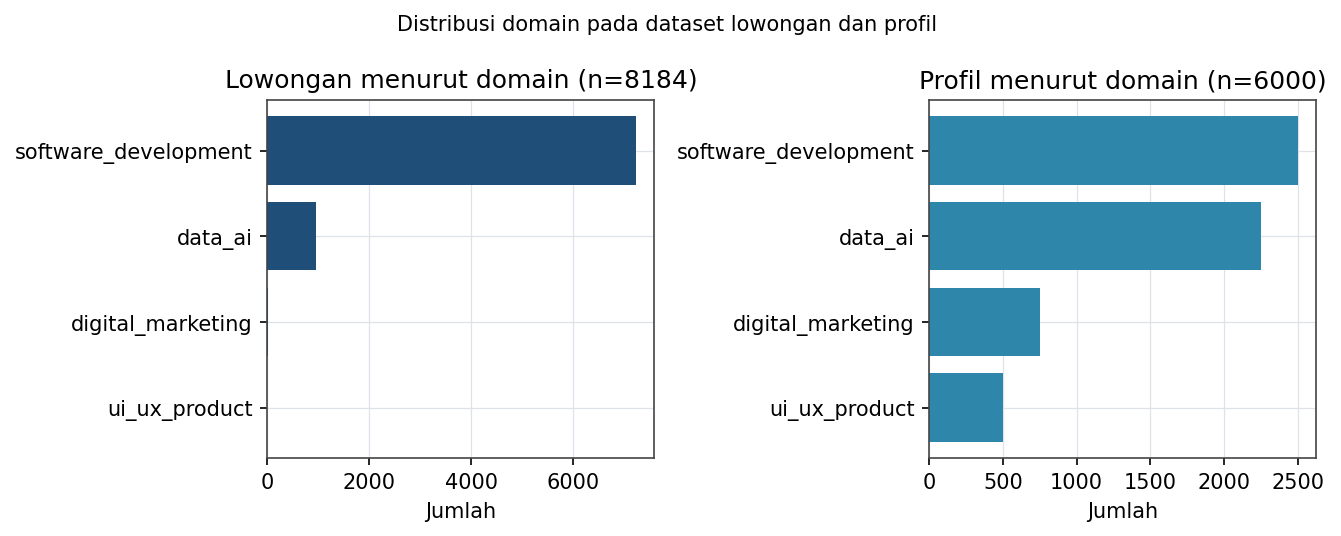 Distribusi domain pada dataset lowongan dan profil
Lowongan menurut domain (n=8184)
software_development
data_ai
digital_marketing
ui_ux_product
0 2000 4000 6000
Jumlah
Profil menurut domain (n=6000)
software_development
data_ai
digital_marketing
ui_ux_product
0 500 1000 1500 2000 2500
Jumlah